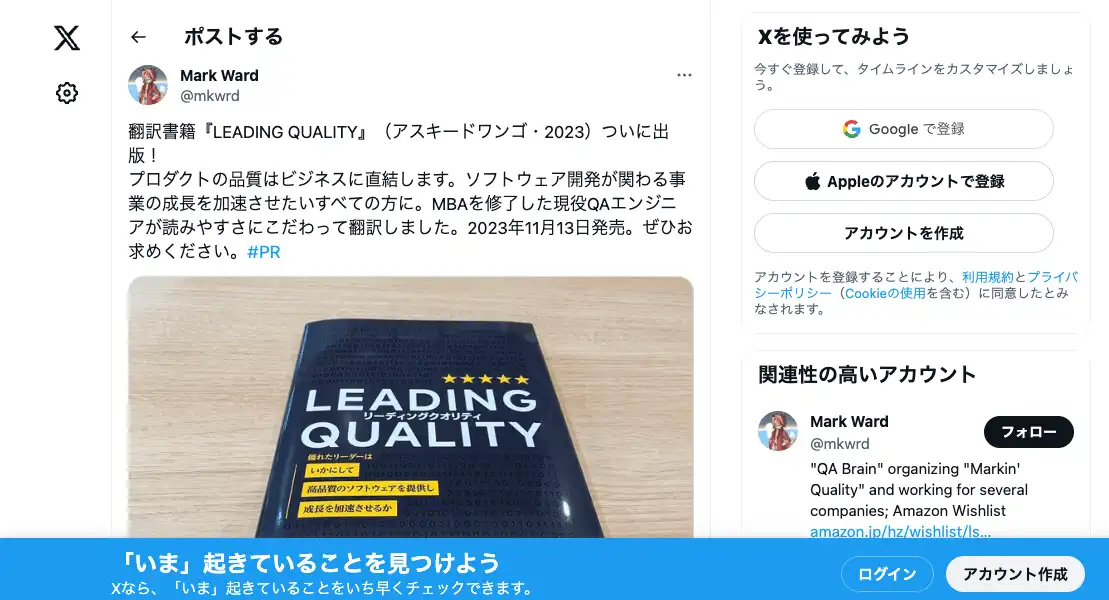 ポストする
Mark Ward
@mkwrd
翻訳書籍『LEADING QUALITY』（アスキードワンゴ・2023）ついに出
版！
プロダクトの品質はビジネスに直結します。ソフトウェア開発が関わる事
業の成長を加速させたいすべての方に。MBAを修了した現役QAエンジニ
アが読みやすさにこだわって翻訳しました。2023年11月13日発売。ぜひお
求めください。#PR
LEADING
リーディングクオリティ
QUALITY
優れたリーダーは
いかにして
高品質のソフトウェアを提供し
成長を加速させるか
Xを使ってみよう
今すぐ登録して、タイムラインをカスタマイズしましょ
う。
Google で登録
Appleのアカウントで登録
アカウントを作成
アカウントを登録することにより、利用規約とプライバ
シーポリシー（Cookieの使用を含む）に同意したとみ
なされます。
関連性の高いアカウント
Mark Ward
@mkwrd
フォロー
"QA Brain" organizing "Markin'
Quality" and working for several
companies; Amazon Wishlist
amazon.jp/hz/wishlist/ls…
「いま」起きていることを見つけよう
Xなら、「いま」起きていることをいち早くチェックできます。
ログイン
アカウント作成